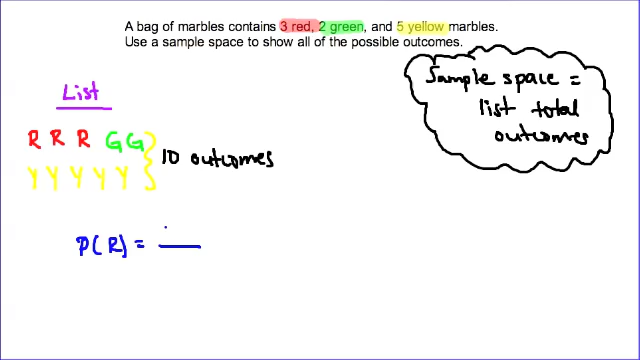 A bag of marbles contains 3 red, 2 green, and 5 yellow marbles.
Use a sample space to show all of the possible outcomes.
Sample space =
list total
outcomes
List
R R R G G
Y Y Y Y Y
10 outcomes
P(R) =